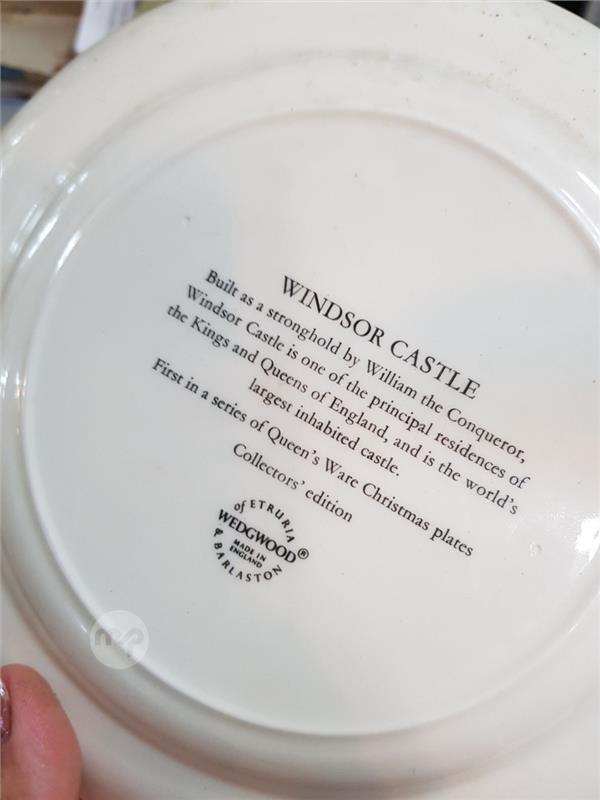 WINDSOR CASTLE
Built as a stronghold by William the Conqueror,
Windsor Castle is one of the principal residences of
the Kings and Queens of England, and is the world's
largest inhabited castle.
First in a series of Queen's Ware Christmas plates
Collectors' edition
of ETRURIA
WEDGWOOD®
MADE IN
ENGLAND
& BARLASTON